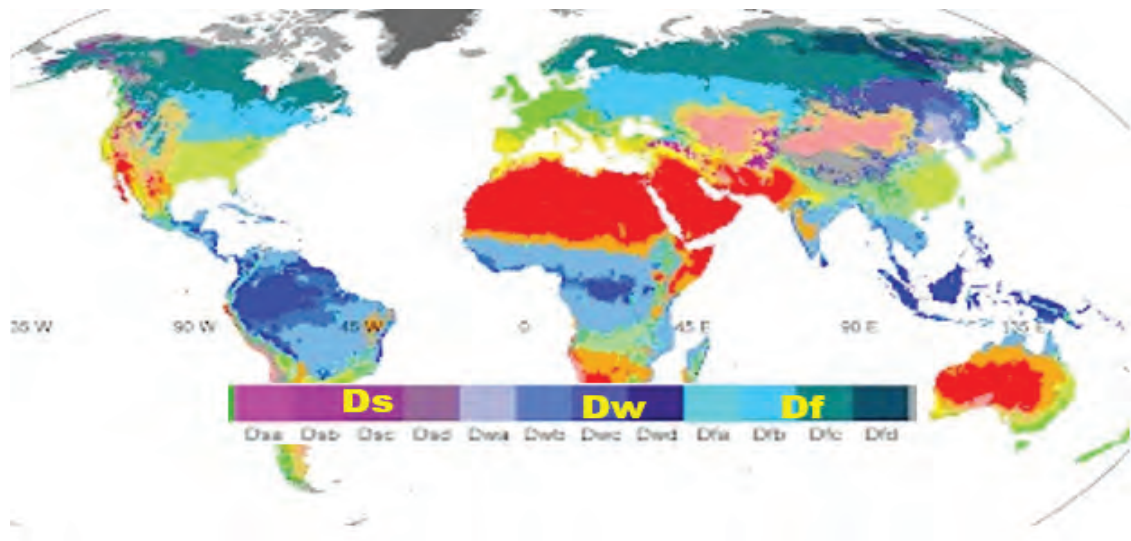 35 W 90 W 45 W 0 45 E 90 E 135 E
Ds Dw Df
Dsa Dsb Dsc Dsd Dwa Dwb Dwc Dwd Dfa Dfb Dfc Dfd